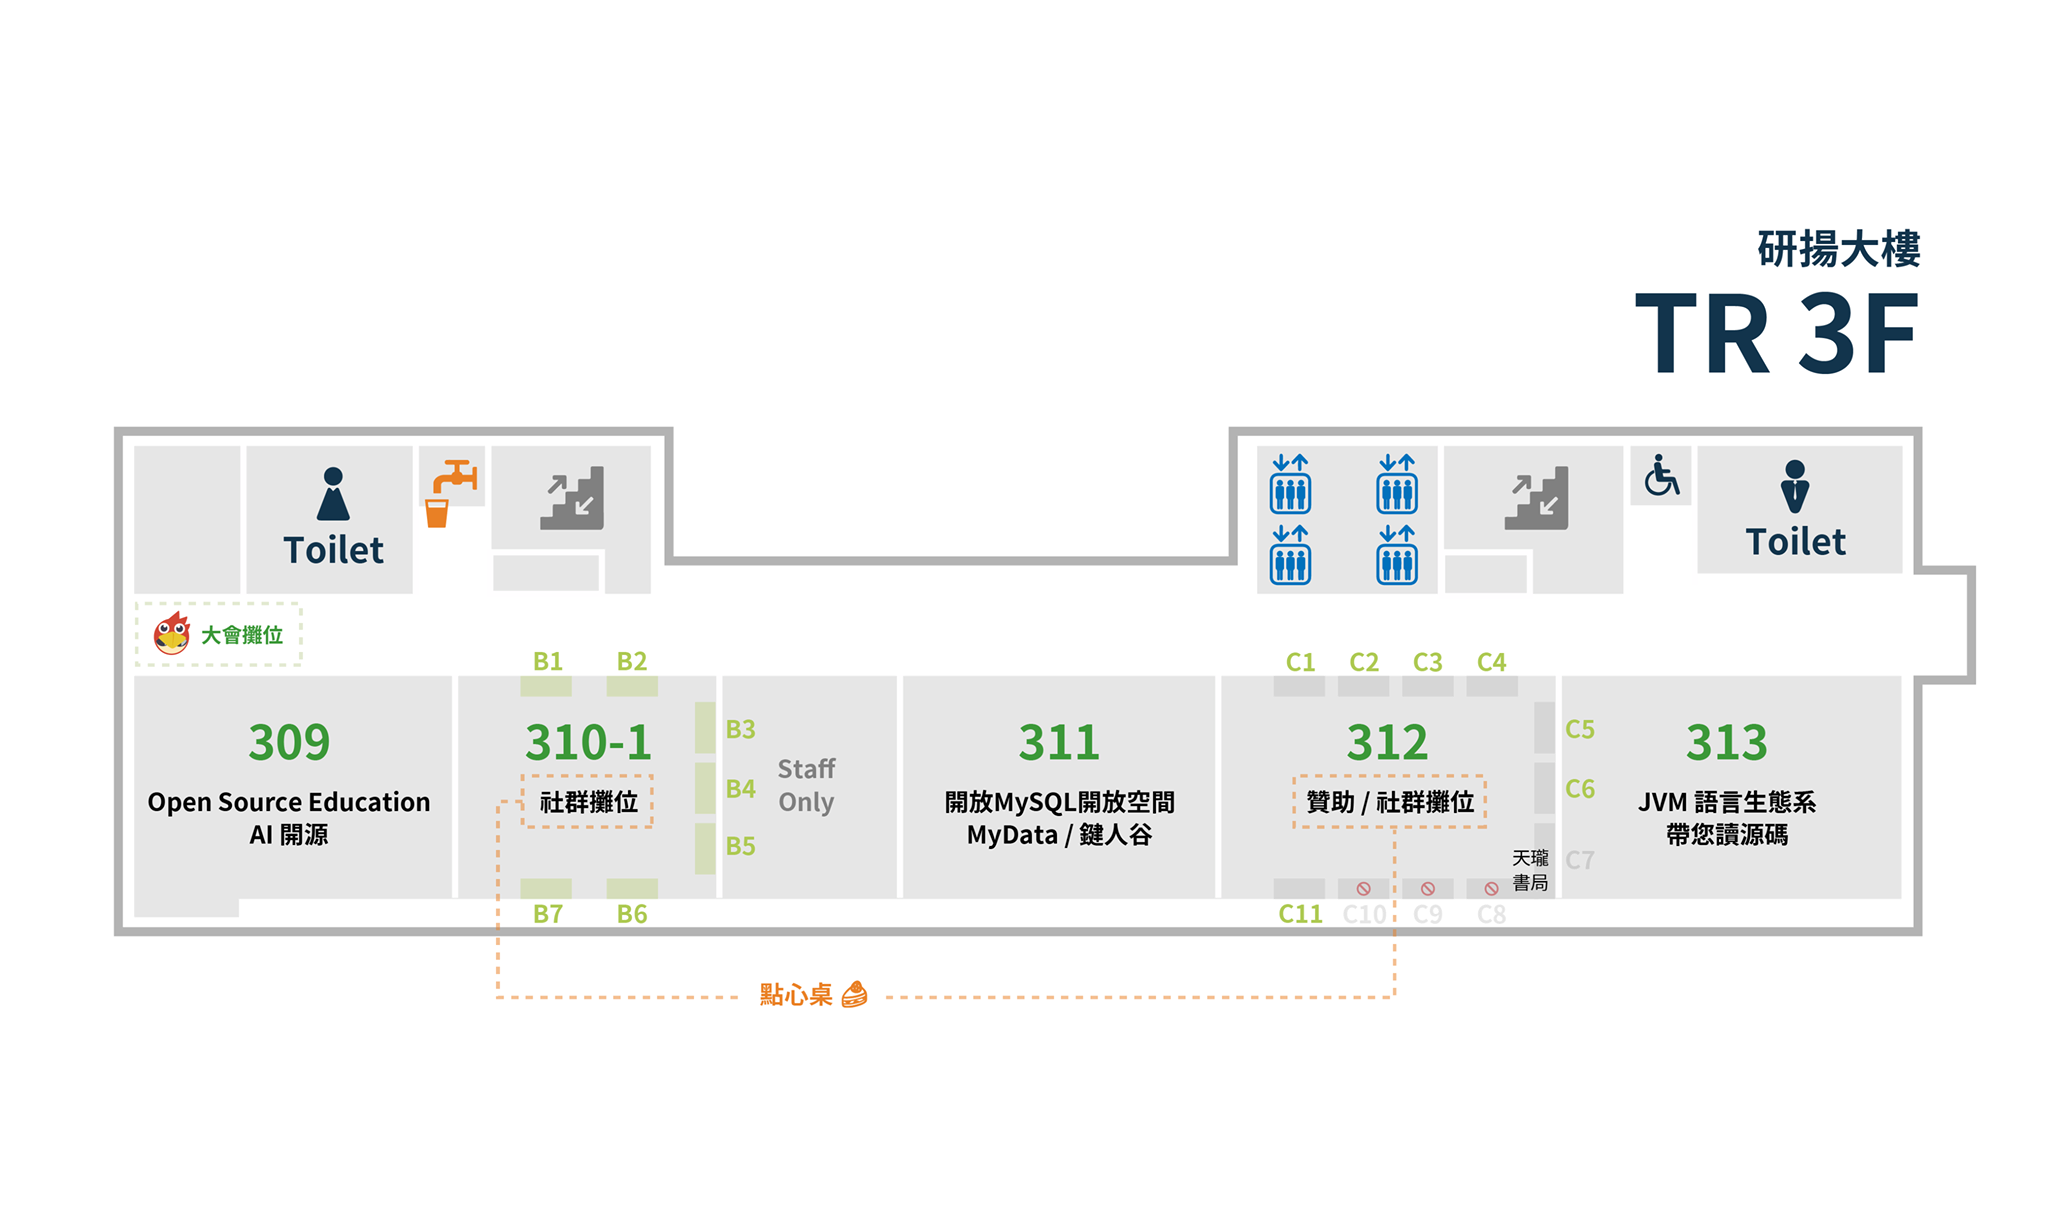 研揚大樓
TR 3F
Toilet
Toilet
大會攤位
B1
B2
C1
C2
C3
C4
309
Open Source Education
AI 開源
310-1
社群攤位
B3
B4
B5
B7
B6
Staff
Only
311
開放MySQL開放空間
MyData / 鍵人谷
312
贊助 / 社群攤位
天瓏
書局
C5
C6
C7
C11
C10
C9
C8
313
JVM 語言生態系
帶您讀源碼
點心桌